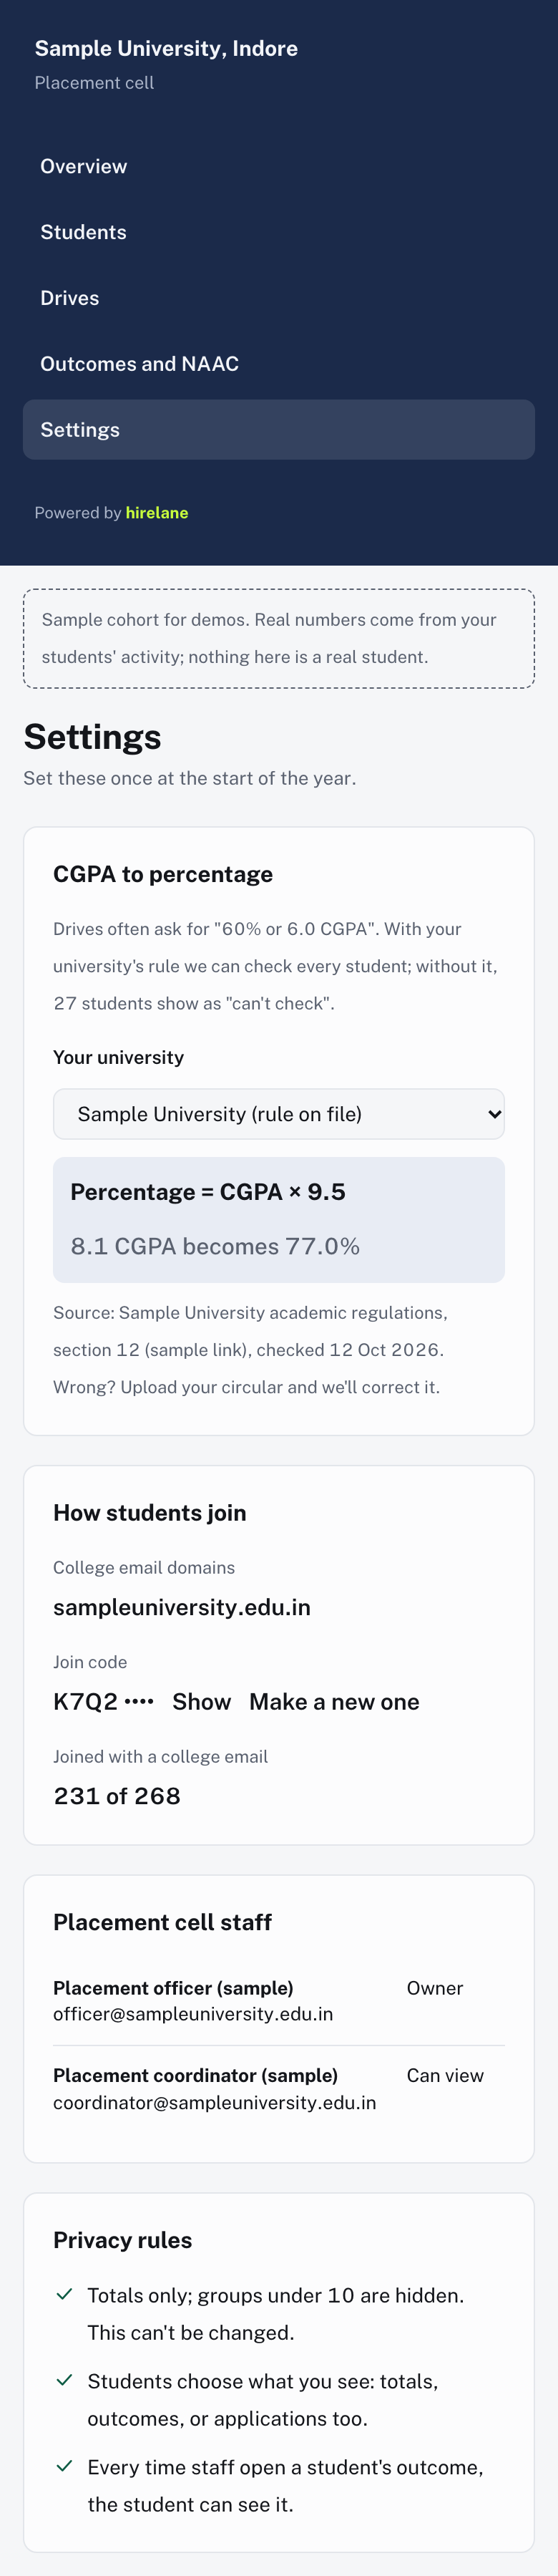 Sample University, Indore
Placement cell
Overview
Students
Drives
Outcomes and NAAC
Settings
Powered by hirelane
Sample cohort for demos. Real numbers come from your
students' activity; nothing here is a real student.
Settings
Set these once at the start of the year.
CGPA to percentage
Drives often ask for "60% or 6.0 CGPA". With your
university's rule we can check every student; without it,
27 students show as "can't check".
Your university
Sample University (rule on file)
Percentage = CGPA × 9.5
8.1 CGPA becomes 77.0%
Source: Sample University academic regulations,
section 12 (sample link), checked 12 Oct 2026.
Wrong? Upload your circular and we'll correct it.
How students join
College email domains
sampleuniversity.edu.in
Join code
K7Q2 •••• Show Make a new one
Joined with a college email
231 of 268
Placement cell staff
Placement officer (sample) Owner
officer@sampleuniversity.edu.in
Placement coordinator (sample) Can view
coordinator@sampleuniversity.edu.in
Privacy rules
Totals only; groups under 10 are hidden.
This can't be changed.
Students choose what you see: totals,
outcomes, or applications too.
Every time staff open a student's outcome,
the student can see it.